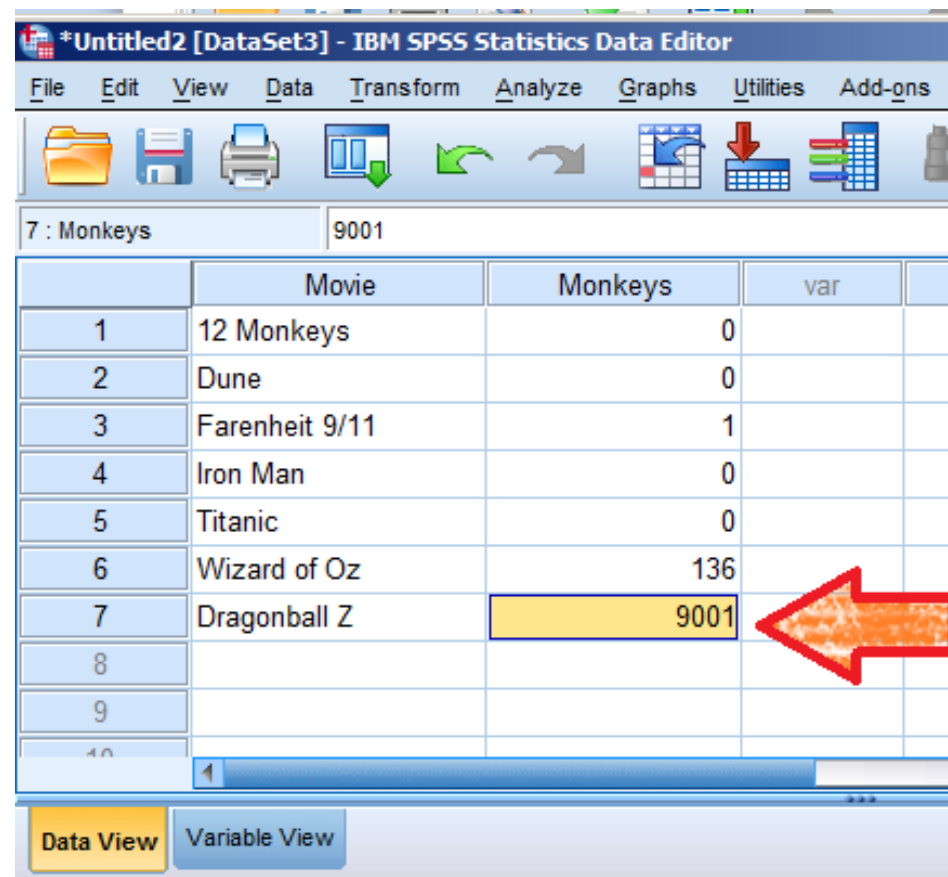 *Untitled2 [DataSet3] - IBM SPSS Statistics Data Editor
File Edit View Data Transform Analyze Graphs Utilities Add-ons
7 : Monkeys 9001
Movie Monkeys var
1 12 Monkeys 0
2 Dune 0
3 Farenheit 9/11 1
4 Iron Man 0
5 Titanic 0
6 Wizard of Oz 136
7 Dragonball Z 9001
8
9
10
Data View Variable View